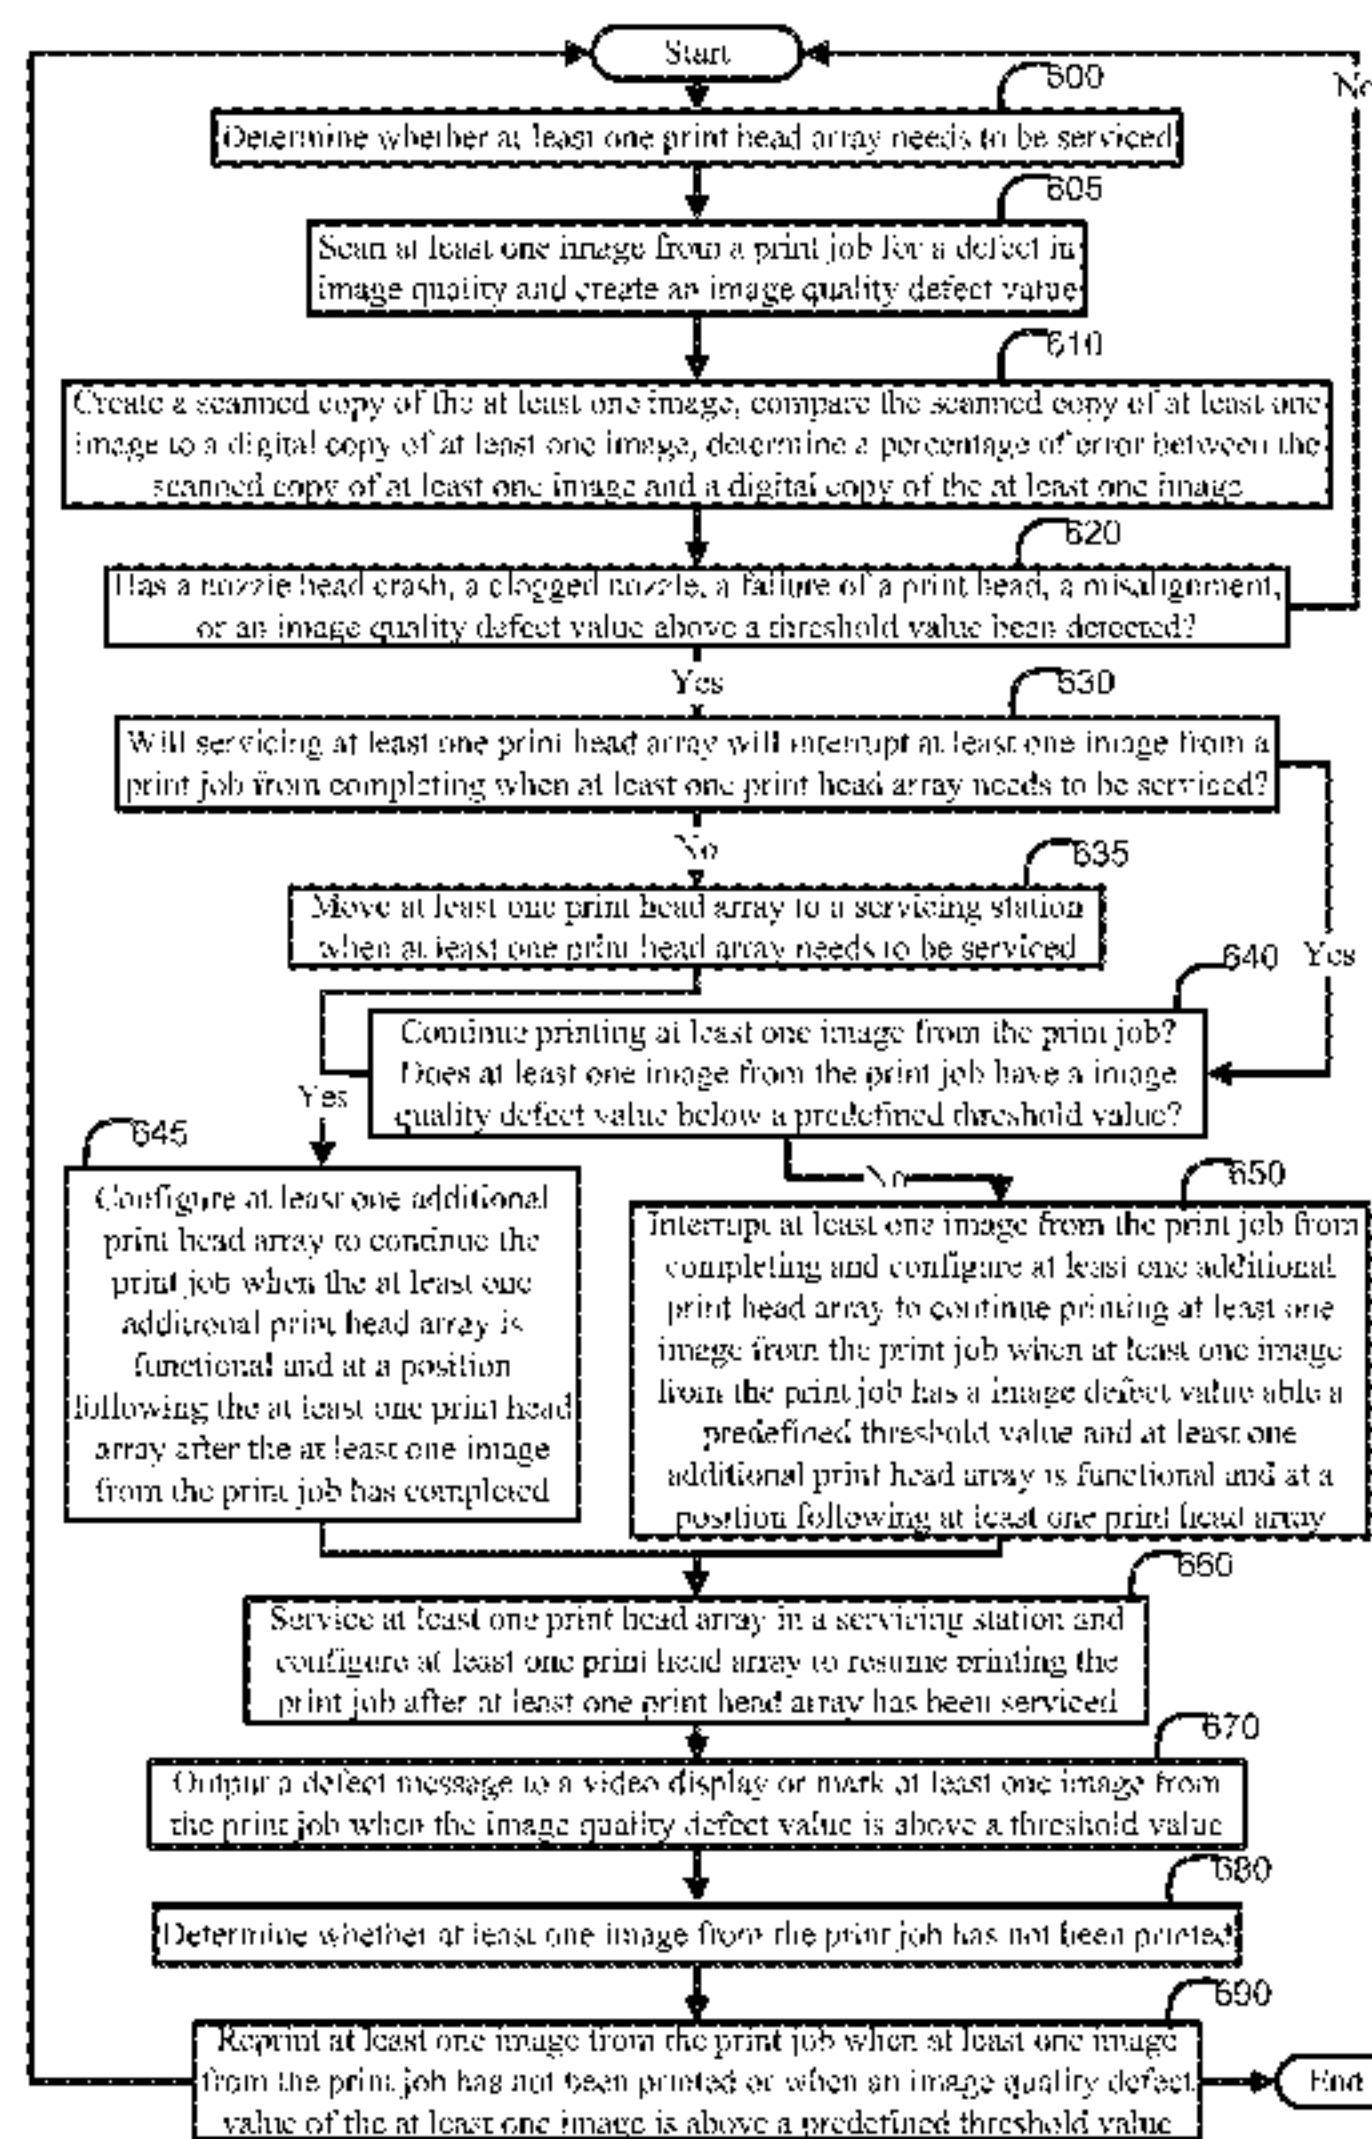 Start
No
600
Determine whether at least one print head array needs to be serviced
605
Scan at least one image from a print job for a defect in
image quality and create an image quality defect value
610
Create a scanned copy of the at least one image, compare the scanned copy of at least one
image to a digital copy of at least one image, determine a percentage of error between the
scanned copy of at least one image and a digital copy of the at least one image
620
Has a nozzle head crash, a clogged nozzle, a failure of a print head, a misalignment,
or an image quality defect value above a threshold value been detected?
Yes
630
Will servicing at least one print head array will interrupt at least one image from a
print job from completing when at least one print head array needs to be serviced?
No
635
Move at least one print head array to a servicing station
when at least one print head array needs to be serviced
640
Yes
Continue printing at least one image from the print job?
Does at least one image from the print job have a image
quality defect value below a predefined threshold value?
Yes
645
Configure at least one additional
print head array to continue the
print job when the at least one
additional print head array is
functional and at a position
following the at least one print head
array after the at least one image
from the print job has completed
No
650
Interrupt at least one image from the print job from
completing and configure at least one additional
print head array to continue printing at least one
image from the print job when at least one image
from the print job has a image defect value able a
predefined threshold value and at least one
additional print head array is functional and at a
position following at least one print head array
660
Service at least one print head array in a servicing station and
configure at least one print head array to resume printing the
print job after at least one print head array has been serviced
670
Output a defect message to a video display or mark at least one image from
the print job when the image quality defect value is above a threshold value
680
Determine whether at least one image from the print job has not been printed
690
Reprint at least one image from the print job when at least one image
from the print job has not been printed or when an image quality defect
value of the at least one image is above a predefined threshold value
End